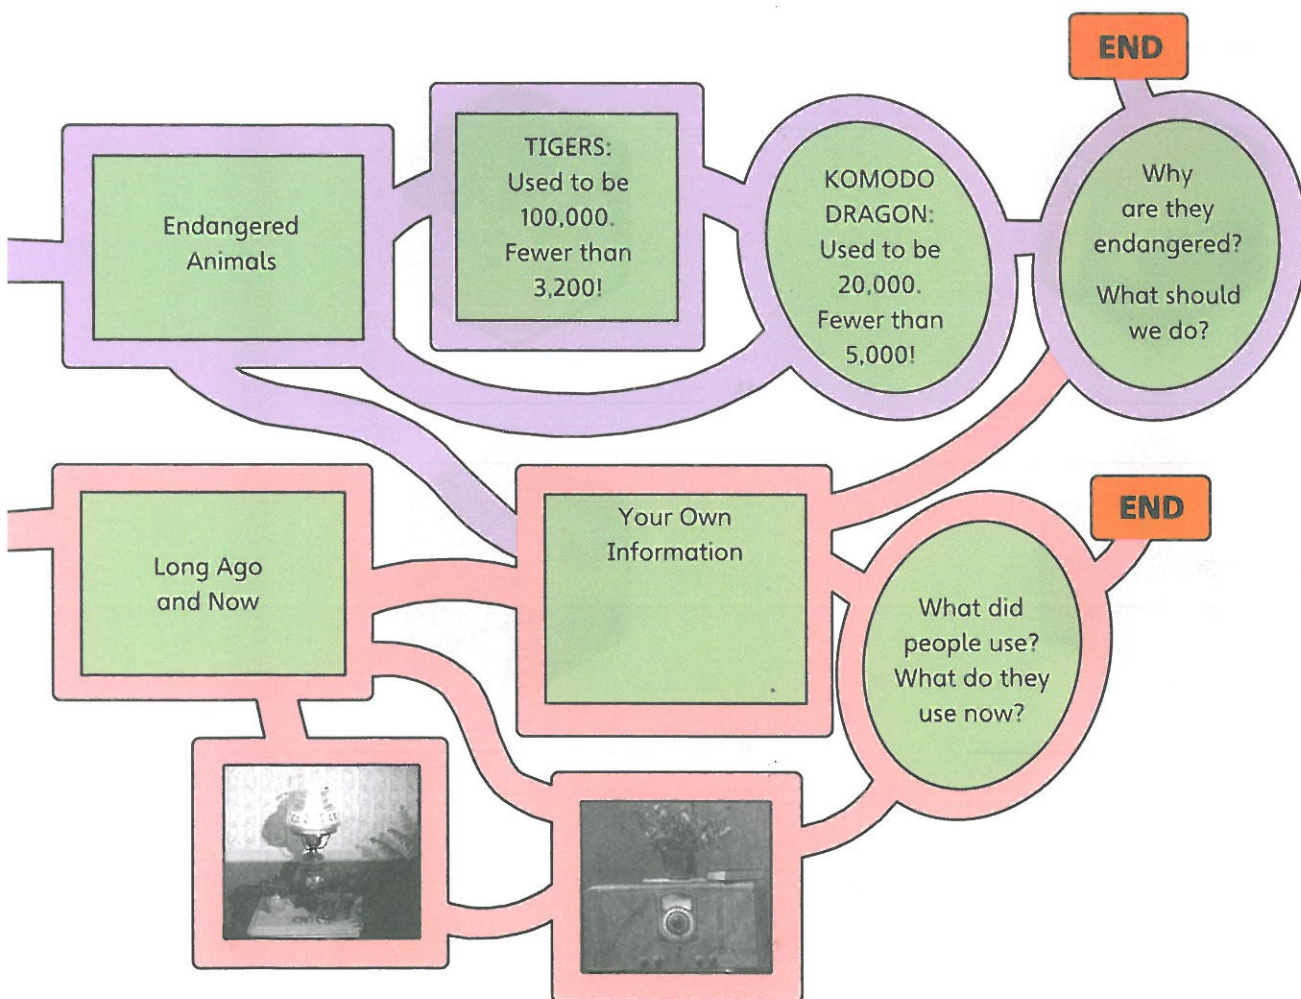 END
Endangered
Animals
TIGERS:
Used to be
100,000.
Fewer than
3,200!
KOMODO
DRAGON:
Used to be
20,000.
Fewer than
5,000!
Why
are they
endangered?
What should
we do?
Long Ago
and Now
Your Own
Information
What did
people use?
What do they
use now?
END